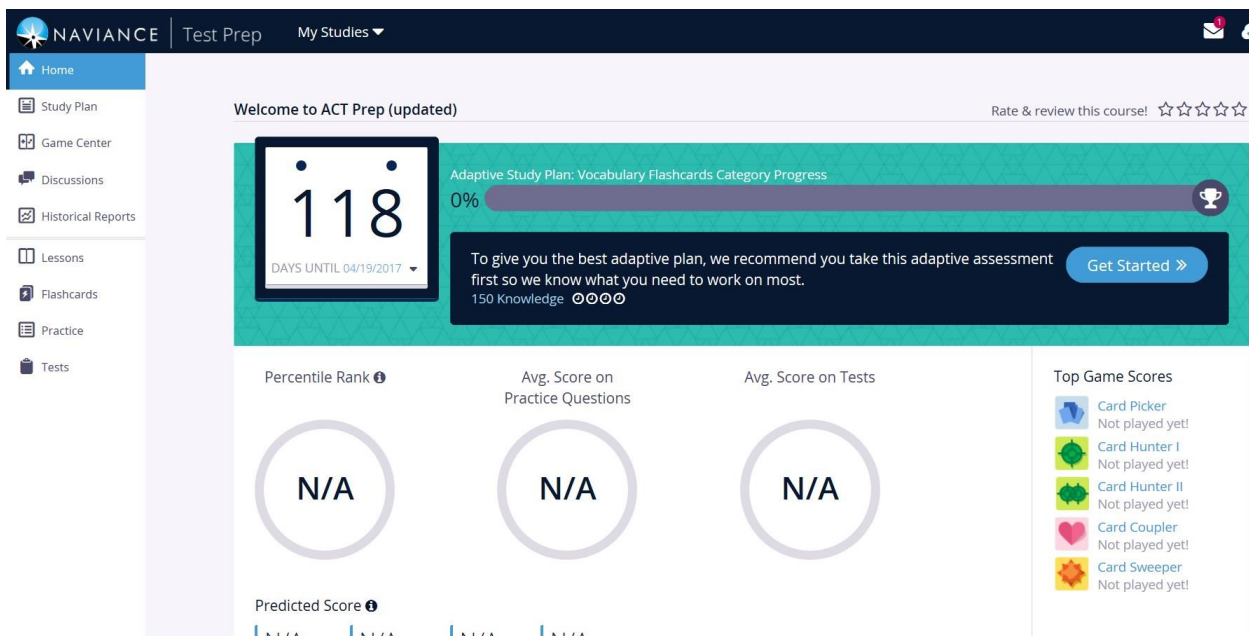 NAVIANCE | Test Prep My Studies
1
Home
Study Plan
Game Center
Discussions
Historical Reports
Lessons
Flashcards
Practice
Tests
Welcome to ACT Prep (updated)
Rate & review this course!
118
DAYS UNTIL 04/19/2017
Adaptive Study Plan: Vocabulary Flashcards Category Progress
0%
To give you the best adaptive plan, we recommend you take this adaptive assessment
first so we know what you need to work on most.
150 Knowledge
Get Started »
Percentile Rank
N/A
Avg. Score on
Practice Questions
N/A
Avg. Score on Tests
N/A
Top Game Scores
Card Picker
Not played yet!
Card Hunter I
Not played yet!
Card Hunter II
Not played yet!
Card Coupler
Not played yet!
Card Sweeper
Not played yet!
Predicted Score
N/A N/A N/A N/A